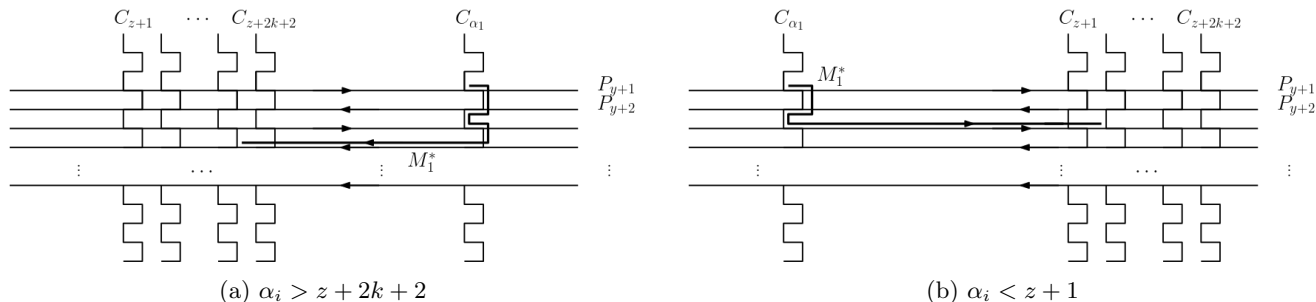 C_{z+1} ⋯ C_{z+2k+2} C_{α_1}
P_{y+1}
P_{y+2}
M_1^*
⋮ ⋯ ⋮ ⋮
(a) α_i > z + 2k + 2
C_{α_1} C_{z+1} ⋯ C_{z+2k+2}
M_1^*
P_{y+1}
P_{y+2}
⋮ ⋮ ⋯ ⋮
(b) α_i < z + 1